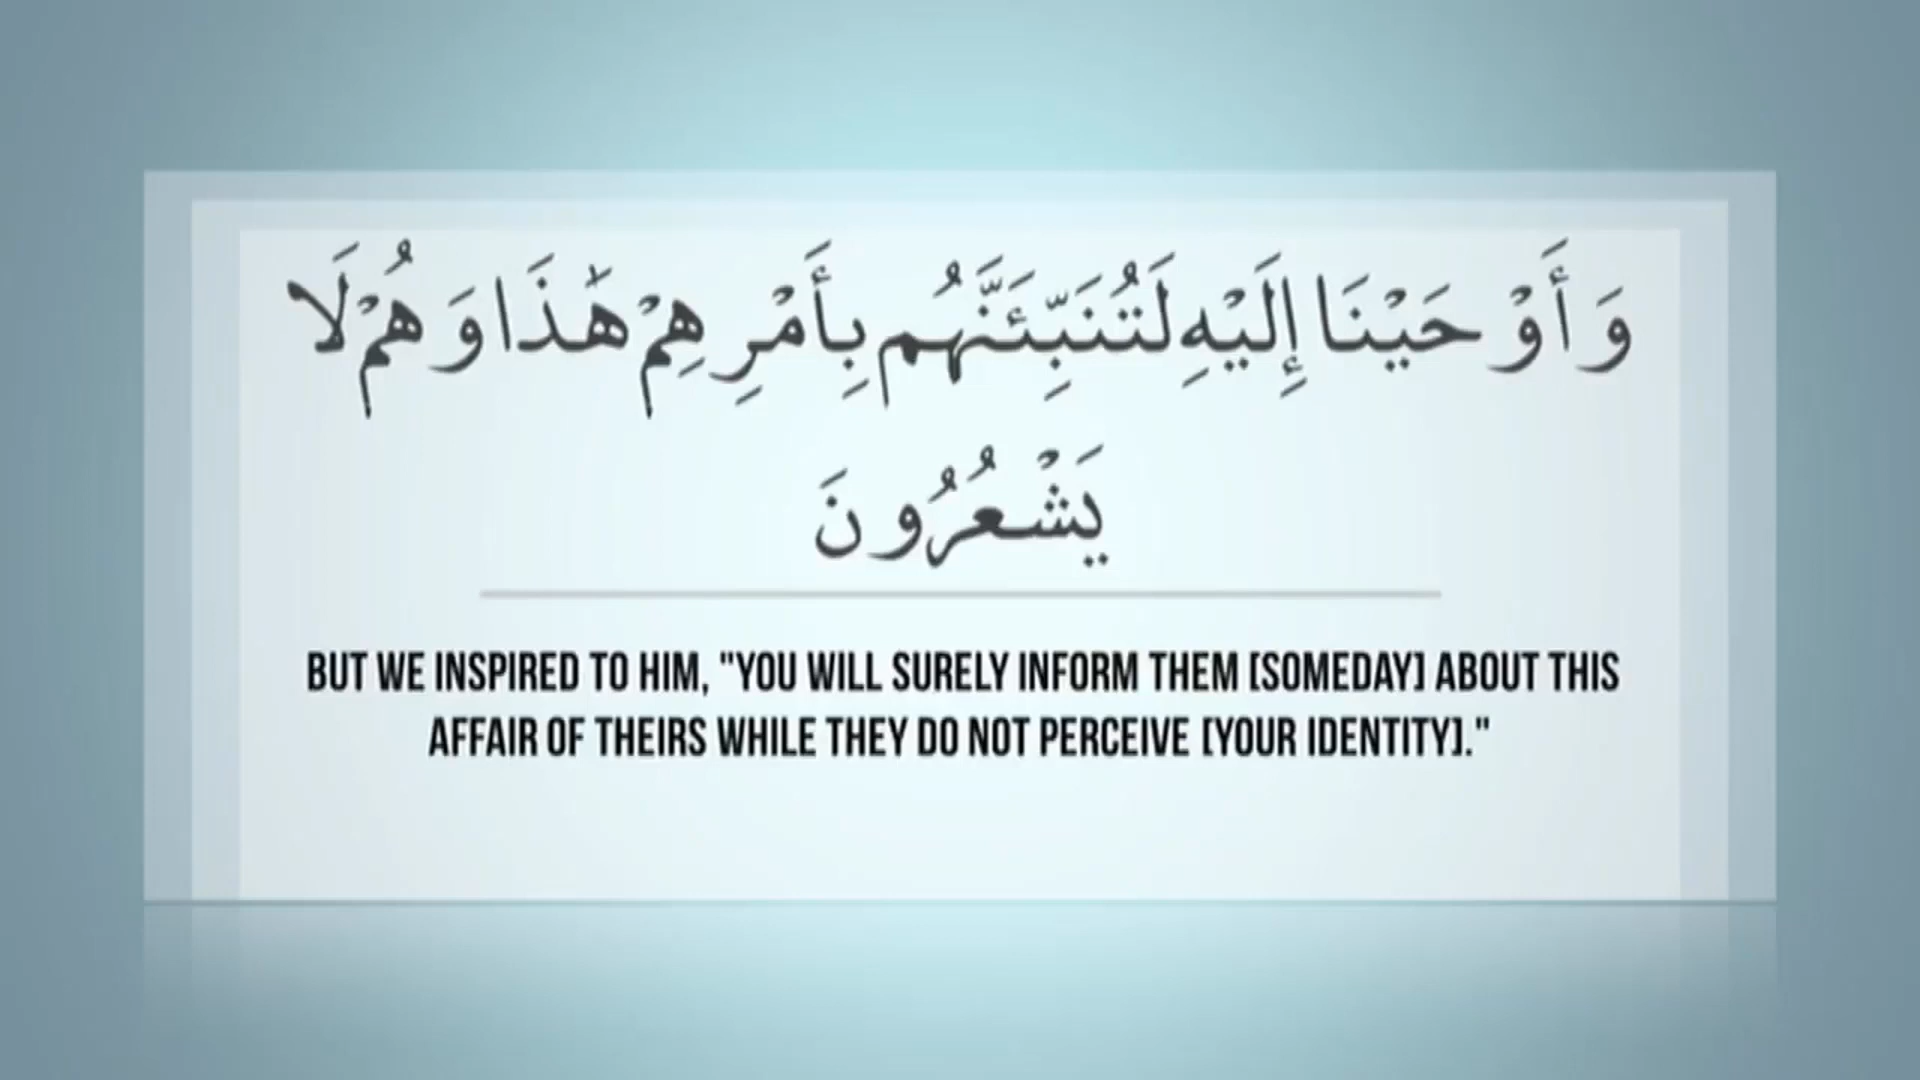 وَأَوْحَيْنَا إِلَيْهِ لَتُنَبِّئَنَّهُم بِأَمْرِهِمْ هَٰذَا وَهُمْ لَا
يَشْعُرُونَ
BUT WE INSPIRED TO HIM, "YOU WILL SURELY INFORM THEM [SOMEDAY] ABOUT THIS
AFFAIR OF THEIRS WHILE THEY DO NOT PERCEIVE [YOUR IDENTITY]."